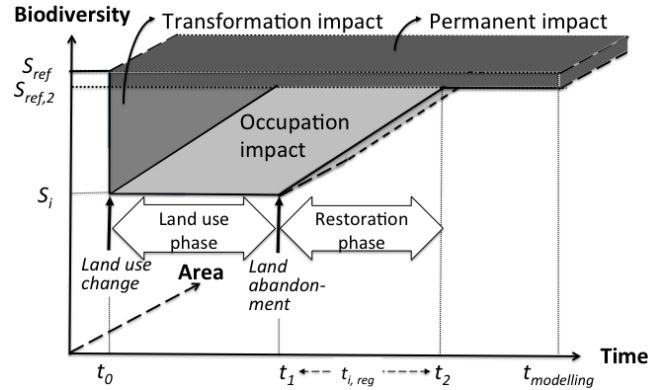 Biodiversity
Transformation impact
Permanent impact
S_ref
S_ref,2
Occupation
impact
S_i
Land use
phase
Restoration
phase
Land use
change
Area
Land
abandon-
ment
Time
t_0
t_1
t_i, reg
t_2
t_modelling